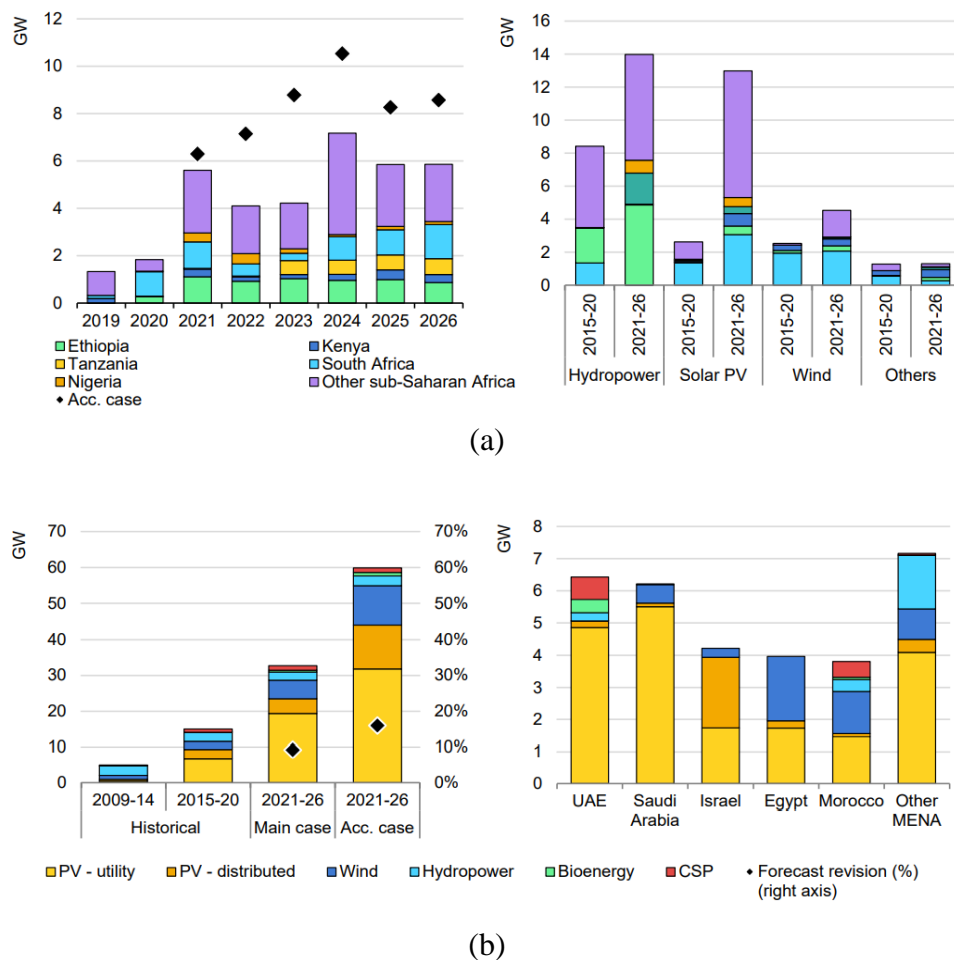 GW
12
10
8
6
4
2
0
2019 2020 2021 2022 2023 2024 2025 2026
Ethiopia Kenya
Tanzania South Africa
Nigeria Other sub-Saharan Africa
Acc. case
GW
16
14
12
10
8
6
4
2
0
2015-20 2021-26 2015-20 2021-26 2015-20 2021-26 2015-20 2021-26
Hydropower Solar PV Wind Others
(a)
GW
70 70%
60 60%
50 50%
40 40%
30 30%
20 20%
10 10%
0 0%
2009-14 2015-20 2021-26 2021-26
Historical Main case Acc. case
GW
8
7
6
5
4
3
2
1
0
UAE Saudi Arabia Israel Egypt Morocco Other MENA
PV - utility PV - distributed Wind Hydropower Bioenergy CSP Forecast revision (%)
(right axis)
(b)